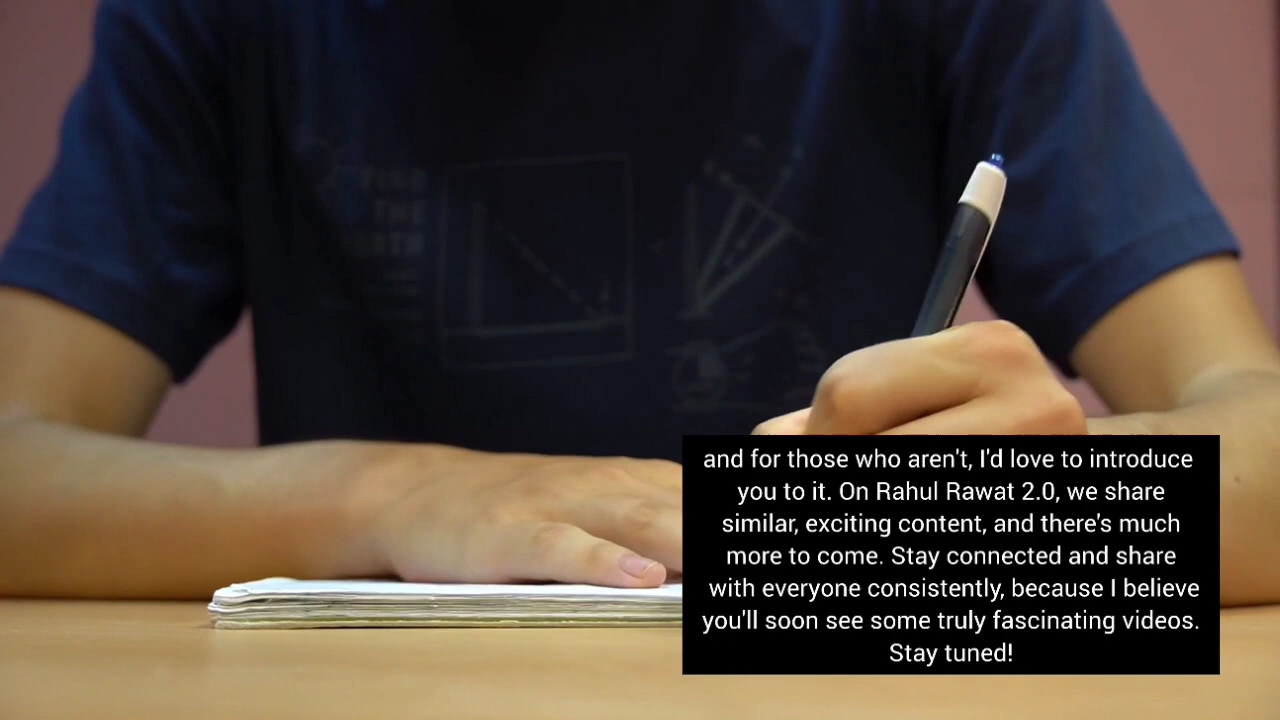 FIND
THE
and for those who aren't, I'd love to introduce
you to it. On Rahul Rawat 2.0, we share
similar, exciting content, and there's much
more to come. Stay connected and share
with everyone consistently, because I believe
you'll soon see some truly fascinating videos.
Stay tuned!